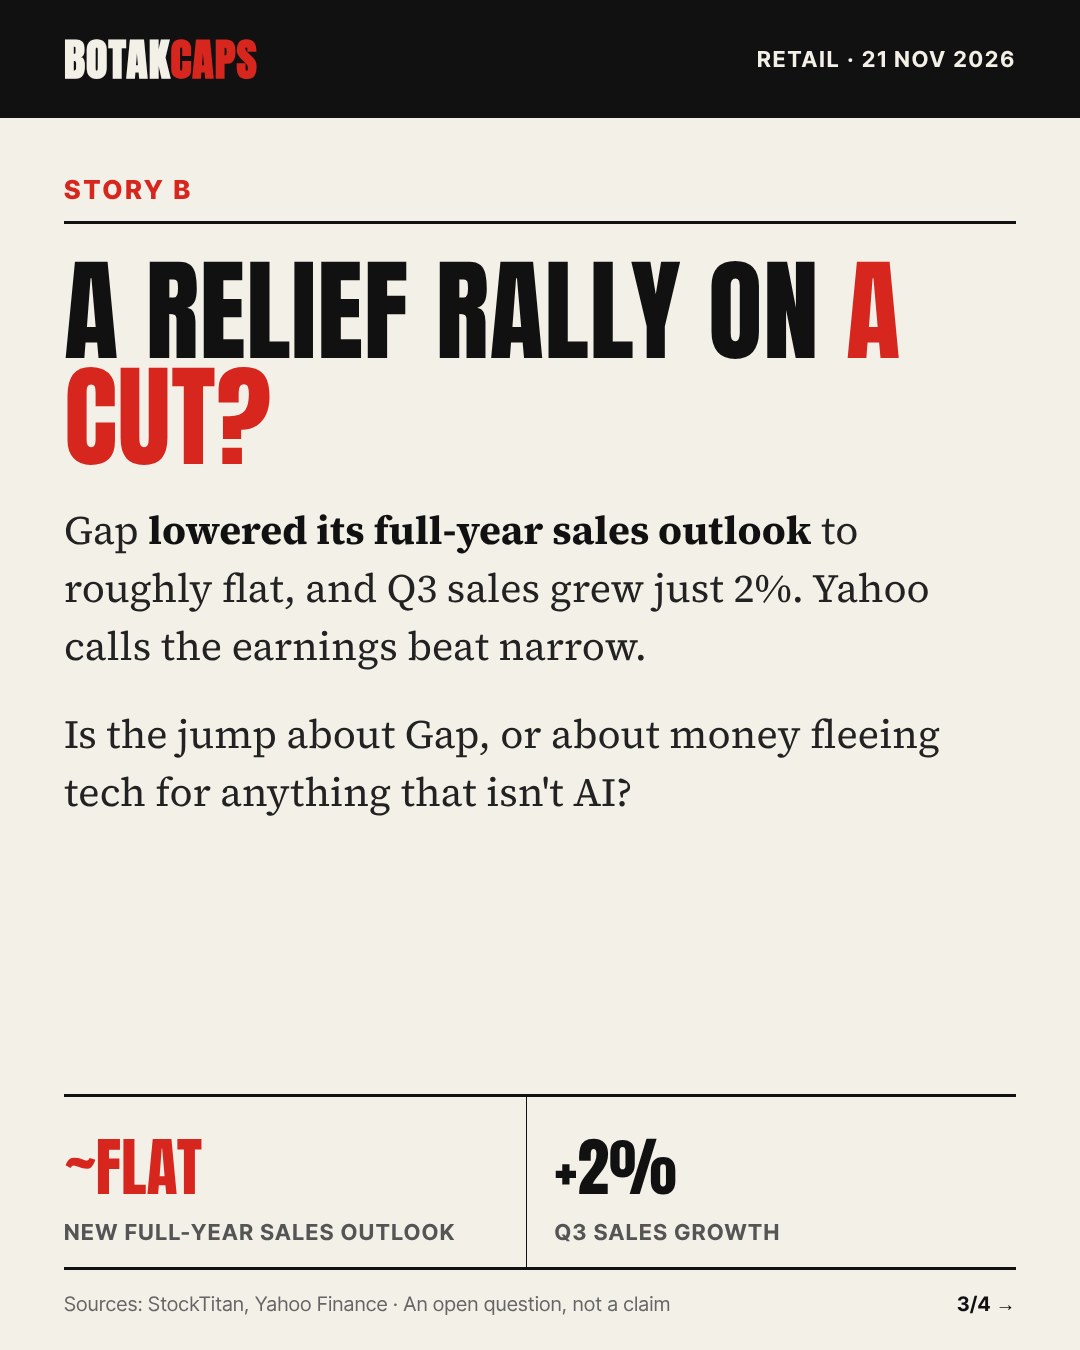 BOTAKCAPS
RETAIL · 21 NOV 2026
STORY B
A RELIEF RALLY ON A
CUT?
Gap lowered its full-year sales outlook to
roughly flat, and Q3 sales grew just 2%. Yahoo
calls the earnings beat narrow.
Is the jump about Gap, or about money fleeing
tech for anything that isn't AI?
~FLAT
NEW FULL-YEAR SALES OUTLOOK
+2%
Q3 SALES GROWTH
Sources: StockTitan, Yahoo Finance · An open question, not a claim
3/4 →